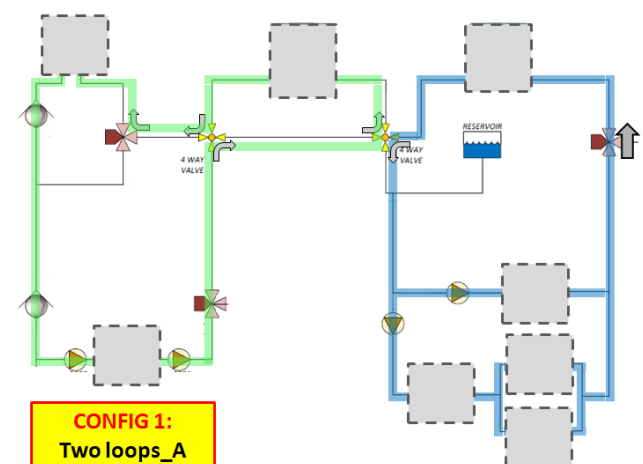 RESERVOIR
4 WAY
VALVE
4 WAY
VALVE
F
CONFIG 1:
Two loops_A